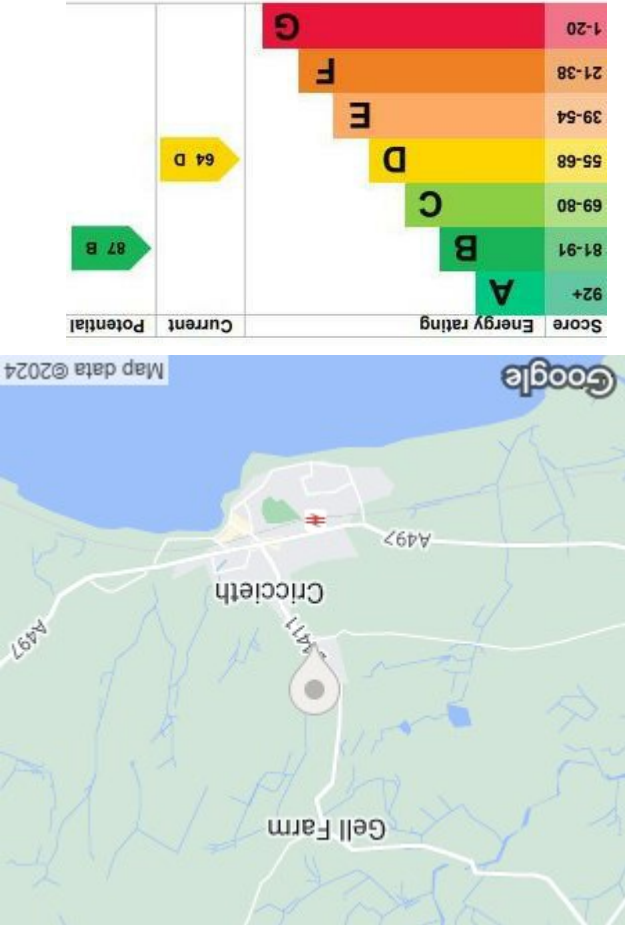 Gell Farm
B4411
A497
Criccieth
A497
Google
Map data ©2024
Score Energy rating Current Potential
92+ A
81-91 B 87 B
69-80 C
55-68 D 64 D
39-54 E
21-38 F
1-20 G